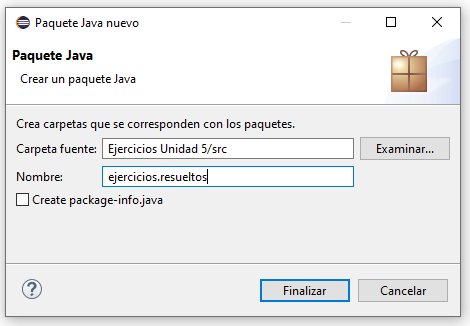 Paquete Java nuevo
Paquete Java
Crear un paquete Java
Crea carpetas que se corresponden con los paquetes.
Carpeta fuente: Ejercicios Unidad 5/src Examinar...
Nombre: ejercicios.resueltos
Create package-info.java
? Finalizar Cancelar